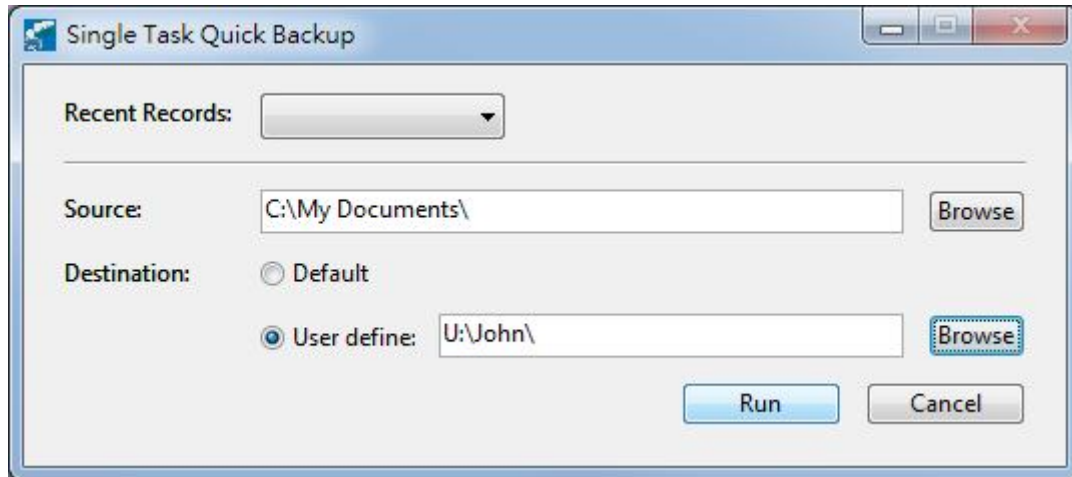 Single Task Quick Backup
Recent Records:
Source: C:\My Documents\ Browse
Destination: Default
User define: U:\John\ Browse
Run Cancel